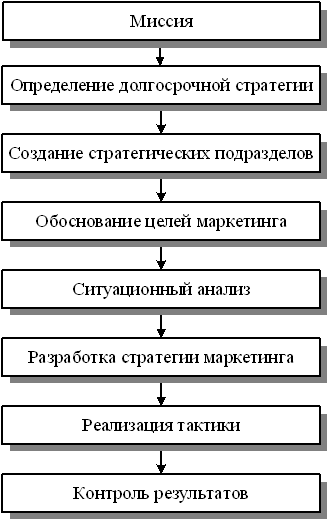 Миссия
Определение долгосрочной стратегии
Создание стратегических подразделов
Обоснование целей маркетинга
Ситуационный анализ
Разработка стратегии маркетинга
Реализация тактики
Контроль результатов